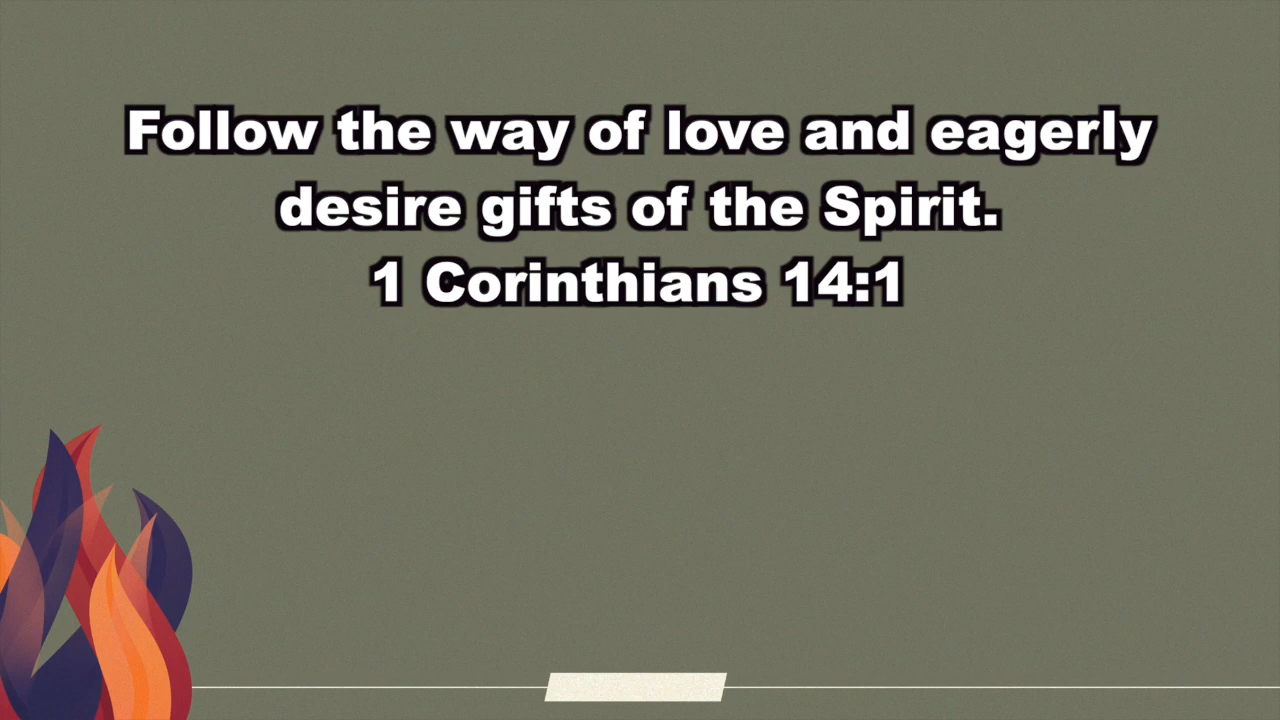 Follow the way of love and eagerly
desire gifts of the Spirit.
1 Corinthians 14:1